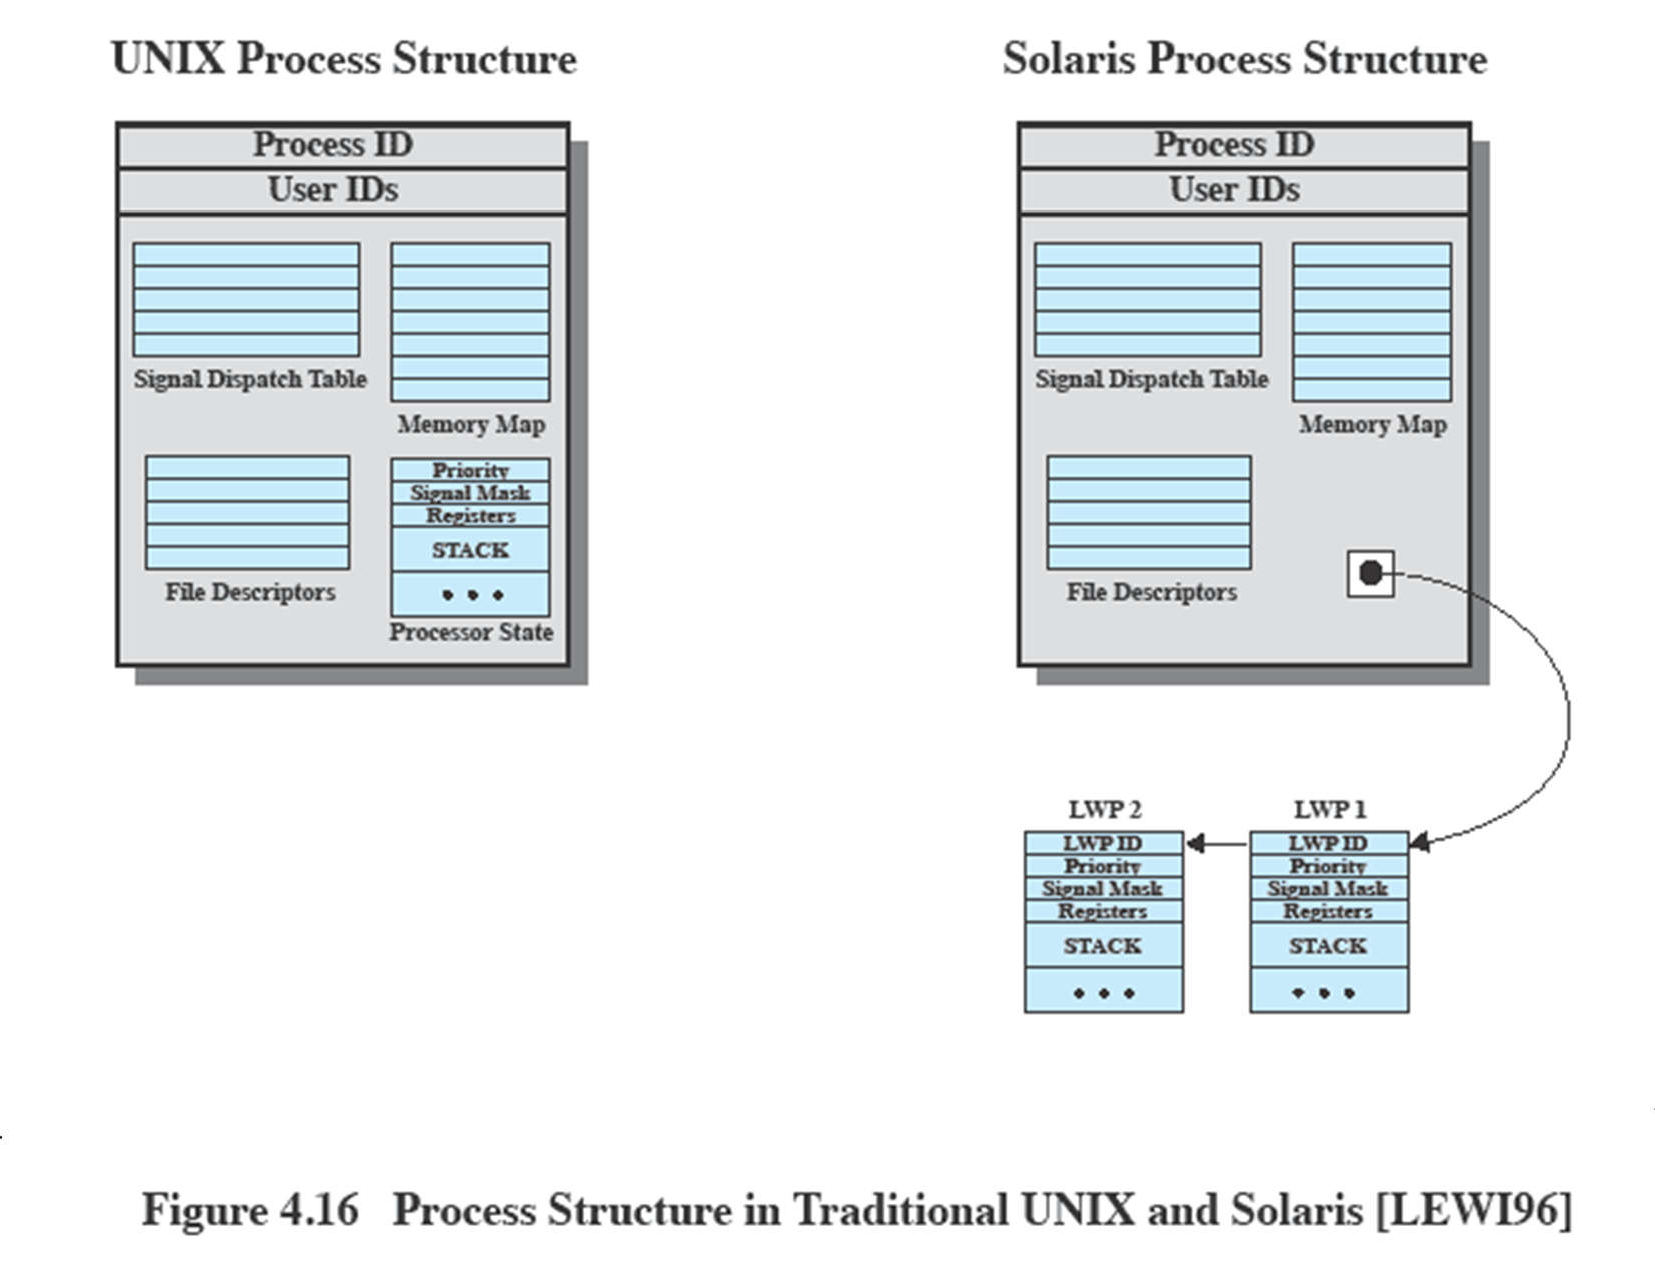 UNIX Process Structure
Process ID
User IDs
Signal Dispatch Table
Memory Map
File Descriptors
Priority
Signal Mask
Registers
STACK
• • •
Processor State
Solaris Process Structure
Process ID
User IDs
Signal Dispatch Table
Memory Map
File Descriptors
LWP 2
LWP ID
Priority
Signal Mask
Registers
STACK
• • •
LWP 1
LWP ID
Priority
Signal Mask
Registers
STACK
• • •
Figure 4.16 Process Structure in Traditional UNIX and Solaris [LEWI96]